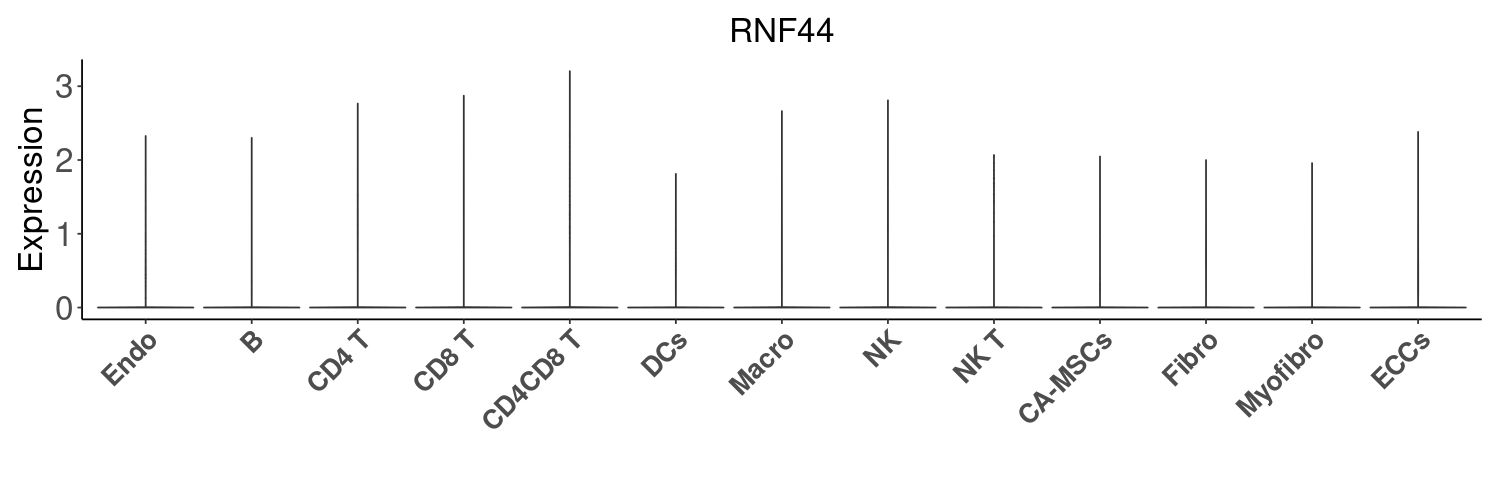 RNF44
Expression
3
2
1
0
Endo
B
CD4 T
CD8 T
CD4CD8 T
DCs
Macro
NK
NK T
CA-MSCs
Fibro
Myofibro
ECCs